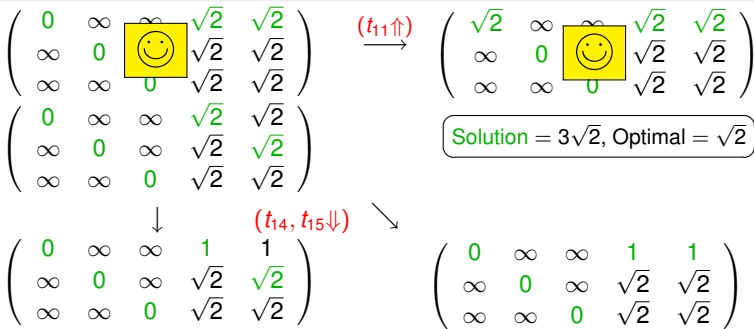 ( 0 ∞ ∞ √2 √2 )
( ∞ 0 √2 √2 )
( ∞ ∞ 0 √2 √2 )
(t₁₁⇑)
→
( √2 ∞ ∞ √2 √2 )
( ∞ 0 √2 √2 )
( ∞ ∞ 0 √2 √2 )
( 0 ∞ ∞ √2 √2 )
( ∞ 0 ∞ √2 √2 )
( ∞ ∞ 0 √2 √2 )
Solution = 3√2, Optimal = √2
↓ (t₁₄, t₁₅⇓) ↘
( 0 ∞ ∞ 1 1 )
( ∞ 0 ∞ √2 √2 )
( ∞ ∞ 0 √2 √2 )
( 0 ∞ ∞ 1 1 )
( ∞ 0 ∞ √2 √2 )
( ∞ ∞ 0 √2 √2 )